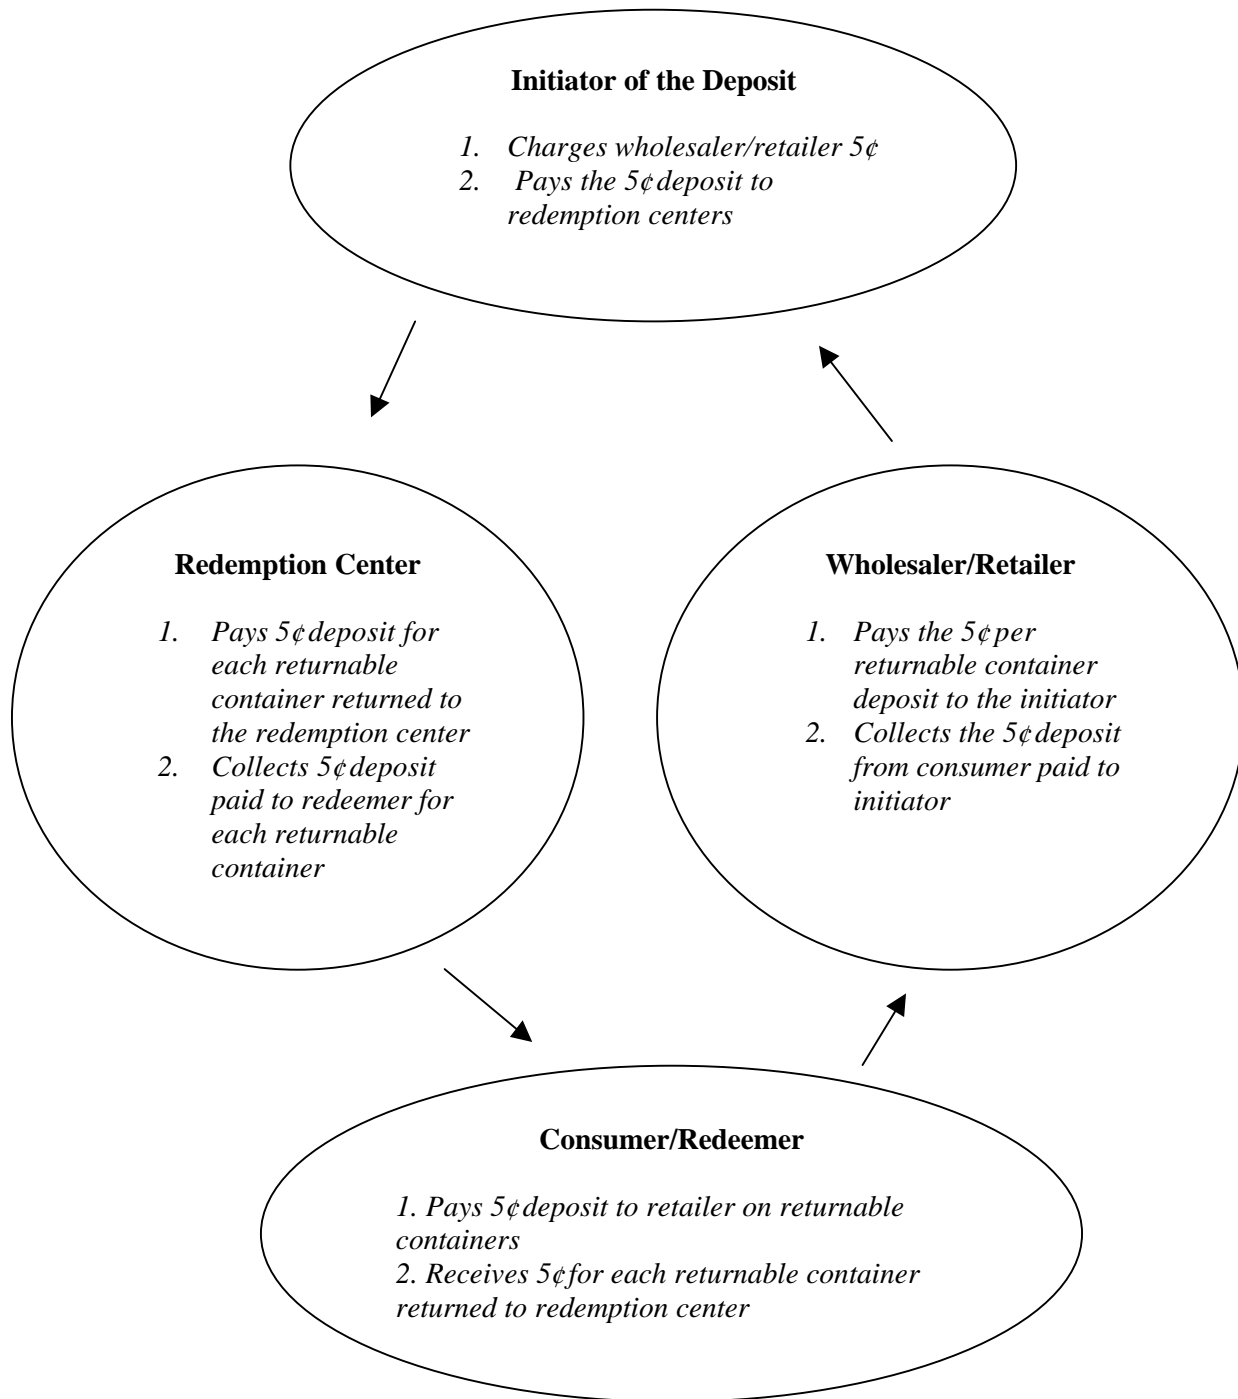 Initiator of the Deposit
1. Charges wholesaler/retailer 5¢
2. Pays the 5¢ deposit to
redemption centers
Redemption Center
1. Pays 5¢ deposit for
each returnable
container returned to
the redemption center
2. Collects 5¢ deposit
paid to redeemer for
each returnable
container
Wholesaler/Retailer
1. Pays the 5¢ per
returnable container
deposit to the initiator
2. Collects the 5¢ deposit
from consumer paid to
initiator
Consumer/Redeemer
1. Pays 5¢ deposit to retailer on returnable
containers
2. Receives 5¢ for each returnable container
returned to redemption center